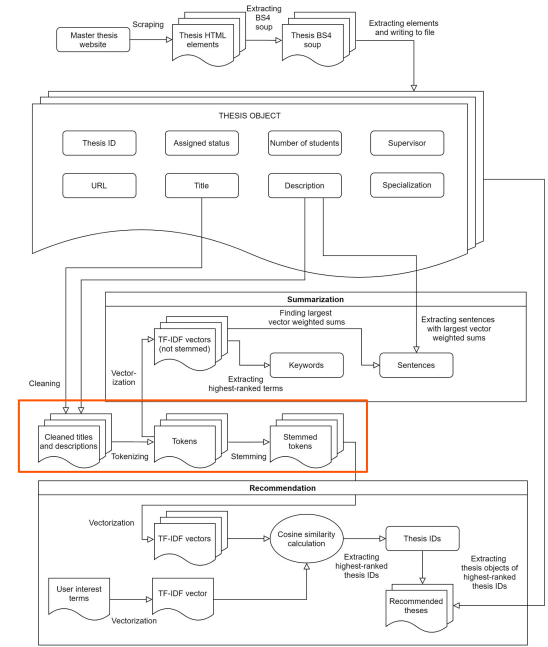 Master thesis
website
Scraping
Thesis HTML
elements
Extracting
BS4
soup
Thesis BS4
soup
Extracting elements
and writing to file
THESIS OBJECT
Thesis ID
Assigned status
Number of students
Supervisor
URL
Title
Description
Specialization
Summarization
TF-IDF vectors
(not stemmed)
Finding largest
vector weighted sums
Extracting sentences
with largest vector
weighted sums
Keywords
Sentences
Extracting
highest-ranked terms
Vector-
ization
Cleaning
Cleaned titles
and descriptions
Tokenizing
Tokens
Stemming
Stemmed
tokens
Recommendation
Vectorization
TF-IDF vectors
Cosine similarity
calculation
Thesis IDs
Extracting
highest-ranked
thesis IDs
Extracting
thesis objects of
highest-ranked
thesis IDs
User interest
terms
Vectorization
TF-IDF vector
Recommended
theses